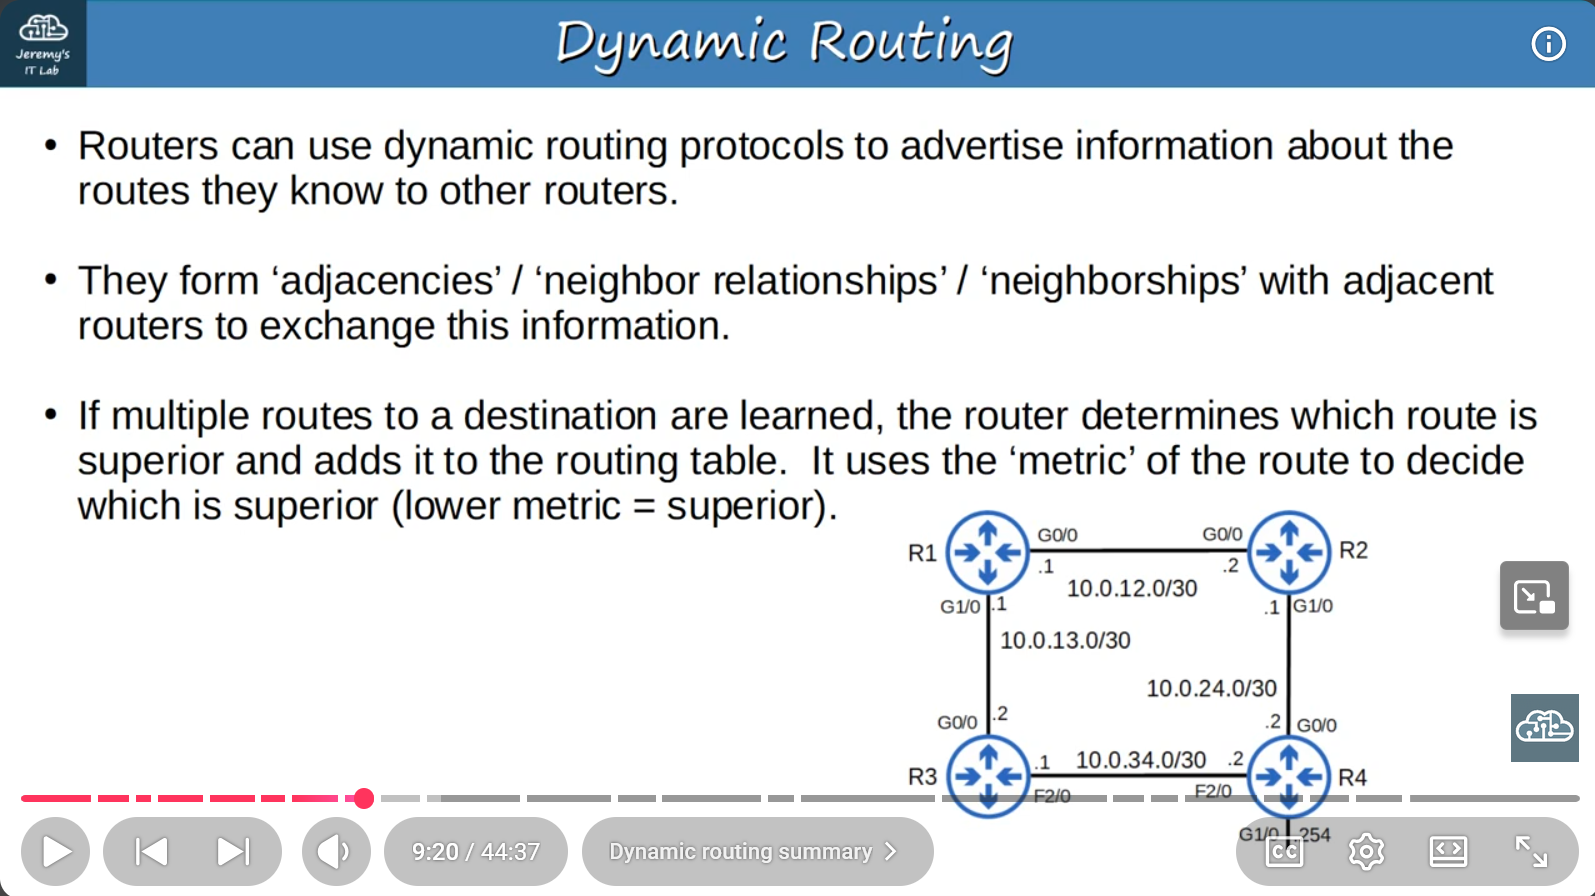 Jeremy's
IT Lab
Dynamic Routing
• Routers can use dynamic routing protocols to advertise information about the
routes they know to other routers.
• They form ‘adjacencies’ / ‘neighbor relationships’ / ‘neighborships’ with adjacent
routers to exchange this information.
• If multiple routes to a destination are learned, the router determines which route is
superior and adds it to the routing table.  It uses the ‘metric’ of the route to decide
which is superior (lower metric = superior).
R1
G0/0
G0/0
R2
.1
.2
10.0.12.0/30
G1/0
.1
.1
G1/0
10.0.13.0/30
10.0.24.0/30
G0/0
.2
.2
G0/0
R3
.1
10.0.34.0/30
.2
R4
F2/0
F2/0
G1/0
.254
9:20 / 44:37
Dynamic routing summary
CC